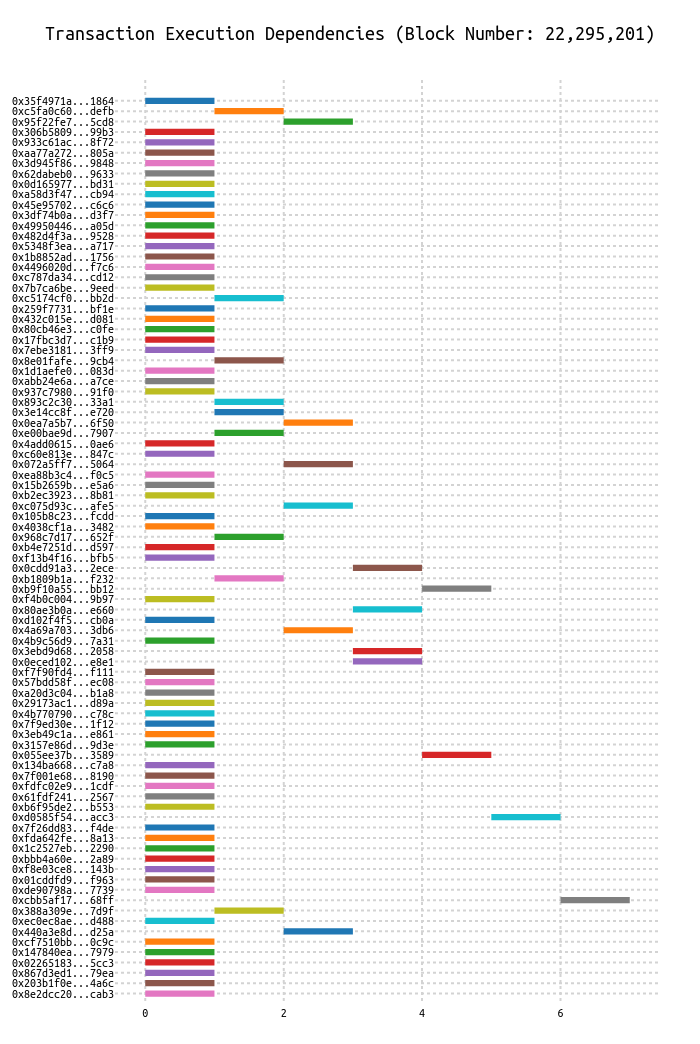 Transaction Execution Dependencies (Block Number: 22,295,201)
0x35f4971a...1864
0xc5fa0c60...defb
0x95f22fe7...5cd8
0x306b5809...99b3
0x933c61ac...8f72
0xaa77a272...805a
0x3d945f86...9848
0x62dabeb0...9633
0x0d165977...bd31
0xa58d3f47...cb94
0x45e95702...c6c6
0x3df74b0a...d3f7
0x49950446...a05d
0x482d4f3a...9528
0x5348f3ea...a717
0x1b8852ad...1756
0x4496020d...f7c6
0xc787da34...cd12
0x7b7ca6be...9eed
0xc5174cf0...bb2d
0x259f7731...bf1e
0x432c015e...d081
0x80cb46e3...c0fe
0x17fbc3d7...c1b9
0x7ebe3181...3ff9
0x8e01fafe...9cb4
0x1d1aefe0...083d
0xabb24e6a...a7ce
0x937c7980...91f0
0x893c2c30...33a1
0x3e14cc8f...e720
0x0ea7a5b7...6f50
0xe00bae9d...7907
0x4add0615...0ae6
0xc60e813e...847c
0x072a5ff7...5064
0xea88b3c4...f0c5
0x15b2659b...e5a6
0xb2ec3923...8b81
0xc075d93c...afe5
0x105b8c23...fcdd
0x4038cf1a...3482
0x968c7d17...652f
0xb4e7251d...d597
0xf13b4f16...bfb5
0x0cdd91a3...2ece
0xb1809b1a...f232
0xb9f10a55...bb12
0xf4b0c004...9b97
0x80ae3b0a...e660
0xd102f4f5...cb0a
0x4a69a703...3db6
0x4b9c56d9...7a31
0x3ebd9d68...2058
0x0eced102...e8e1
0xf7f90fd4...f111
0x57bdd58f...ec08
0xa20d3c04...b1a8
0x29173ac1...d89a
0x4b770790...c78c
0x7f9ed30e...1f12
0x3eb49c1a...e861
0x3157e86d...9d3e
0x055ee37b...3589
0x134ba668...c7a8
0x7f001e68...8190
0xfdfc02e9...1cdf
0x61fdf241...2567
0xb6f95de2...b553
0xd0585f54...acc3
0x7f26dd83...f4de
0xfda642fe...8a13
0x1c2527eb...2290
0xbbb4a60e...2a89
0xf8e03ce8...143b
0x01cddfd9...f963
0xde90798a...7739
0xcbb5af17...68ff
0x388a309e...7d9f
0xec0ec8ae...d488
0x440a3e8d...d25a
0xcf7510bb...0c9c
0x147840ea...7979
0x02265183...5cc3
0x867d3ed1...79ea
0x203b1f0e...4a6c
0x8e2dcc20...cab3
0 2 4 6